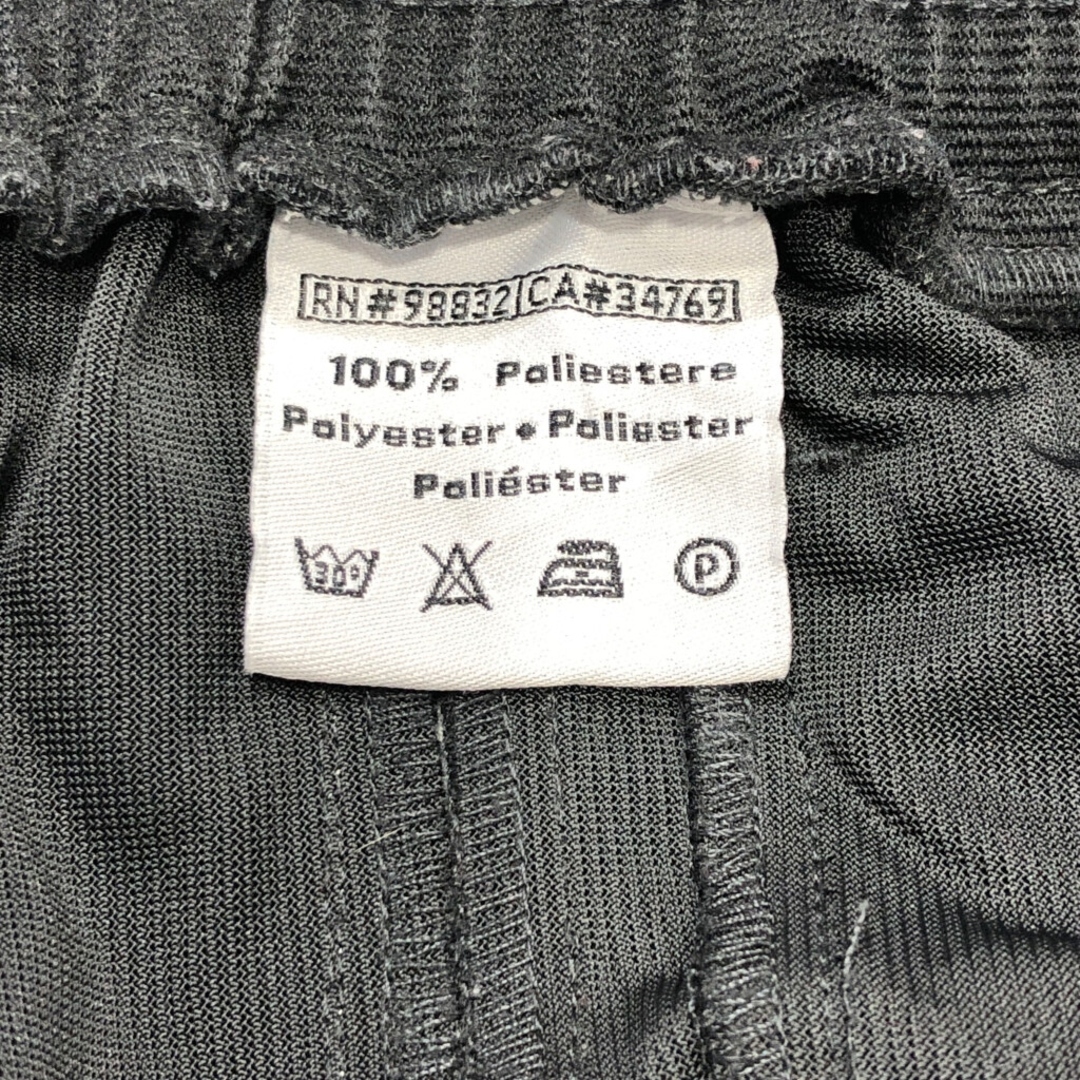 RN#98832 CA#34769
100% Poliestere
Polyester • Poliester
Poliéster
30° P